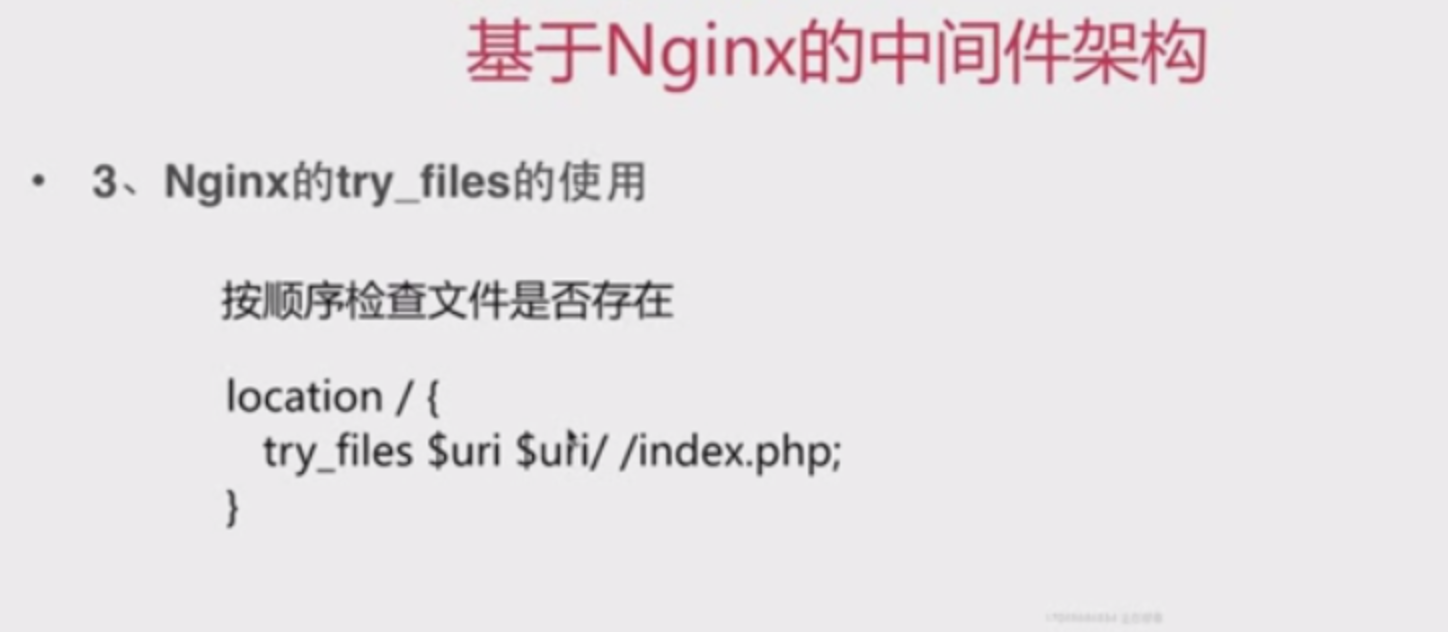 基于Nginx的中间件架构
• 3、Nginx的try_files的使用
按顺序检查文件是否存在
location / {
try_files $uri $uri/ /index.php;
}